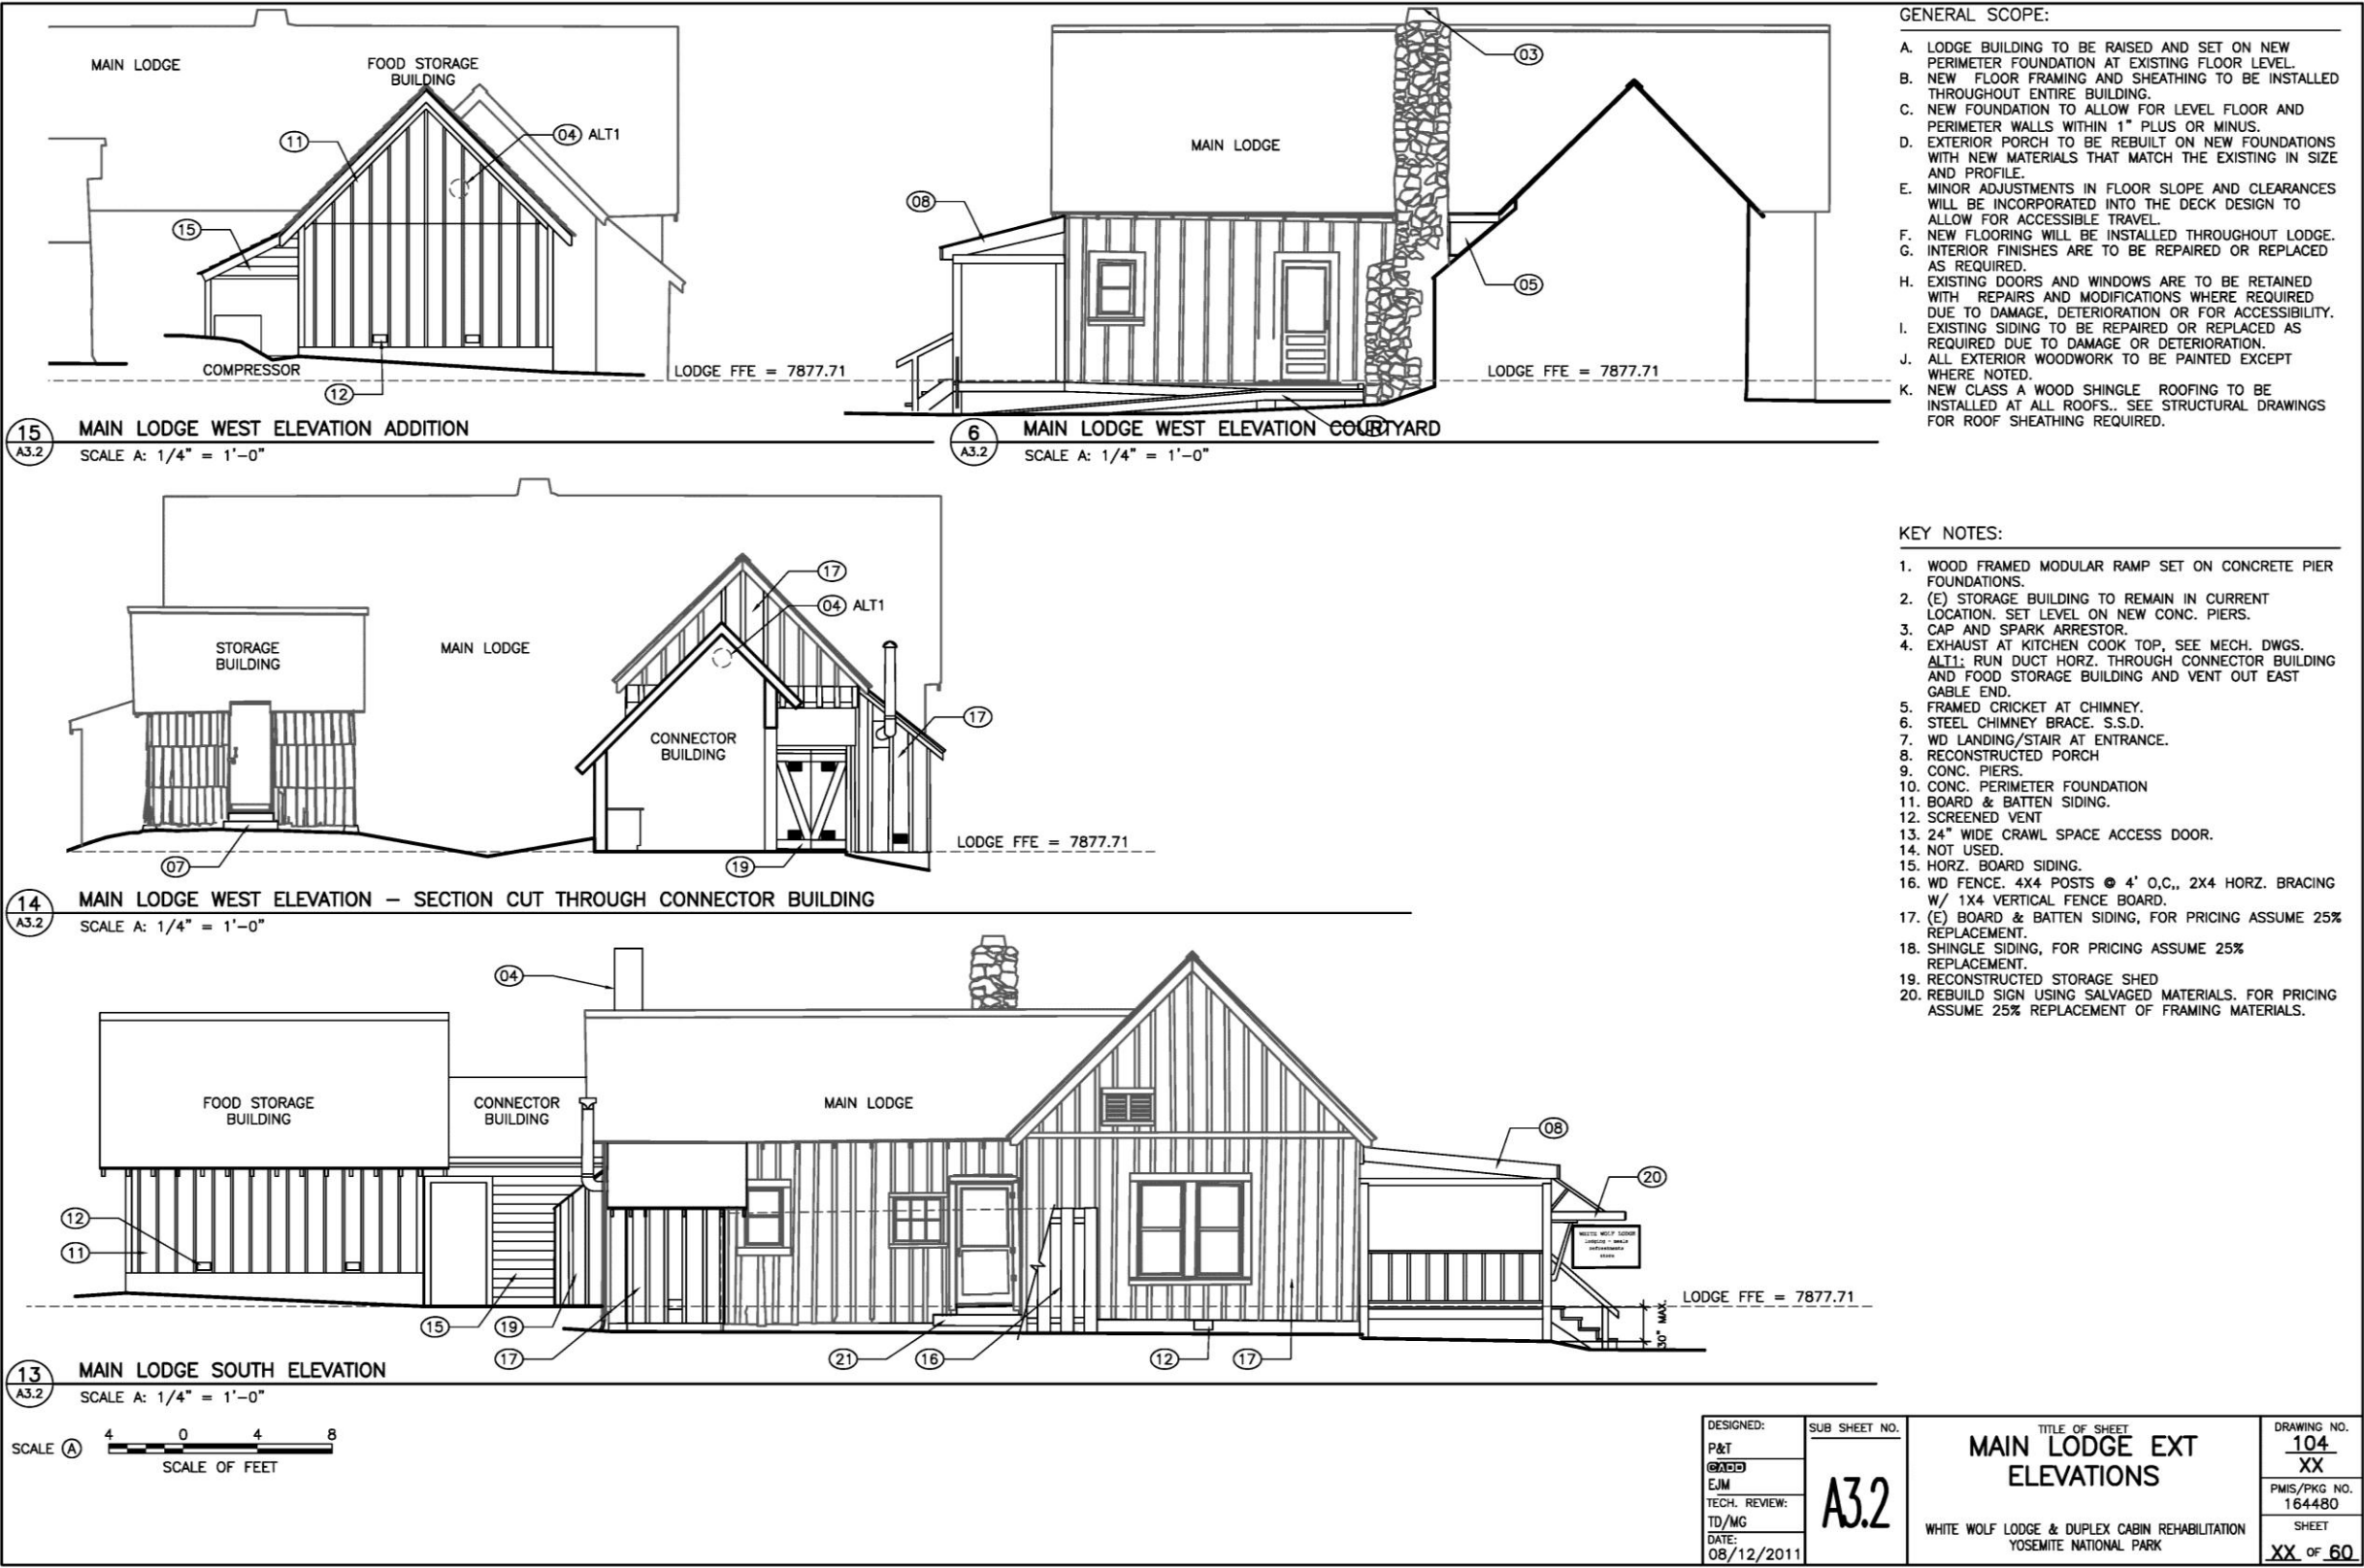 MAIN LODGE
FOOD STORAGE
BUILDING
11
04 ALT1
15
COMPRESSOR
12
LODGE FFE = 7877.71
15
A3.2
MAIN LODGE WEST ELEVATION ADDITION
SCALE A: 1/4" = 1'-0"
03
MAIN LODGE
08
05
LODGE FFE = 7877.71
6
A3.2
MAIN LODGE WEST ELEVATION COURTYARD
SCALE A: 1/4" = 1'-0"
STORAGE
BUILDING
MAIN LODGE
17
04 ALT1
17
CONNECTOR
BUILDING
LODGE FFE = 7877.71
07
19
14
A3.2
MAIN LODGE WEST ELEVATION – SECTION CUT THROUGH CONNECTOR BUILDING
SCALE A: 1/4" = 1'-0"
04
FOOD STORAGE
BUILDING
CONNECTOR
BUILDING
MAIN LODGE
08
20
12
11
WHITE WOLF LODGE
lodging - meals
refreshments
store
LODGE FFE = 7877.71
30" MAX.
15
19
17
21
16
12
17
13
A3.2
MAIN LODGE SOUTH ELEVATION
SCALE A: 1/4" = 1'-0"
SCALE A
4 0 4 8
SCALE OF FEET
GENERAL SCOPE:
A. LODGE BUILDING TO BE RAISED AND SET ON NEW
PERIMETER FOUNDATION AT EXISTING FLOOR LEVEL.
B. NEW FLOOR FRAMING AND SHEATHING TO BE INSTALLED
THROUGHOUT ENTIRE BUILDING.
C. NEW FOUNDATION TO ALLOW FOR LEVEL FLOOR AND
PERIMETER WALLS WITHIN 1" PLUS OR MINUS.
D. EXTERIOR PORCH TO BE REBUILT ON NEW FOUNDATIONS
WITH NEW MATERIALS THAT MATCH THE EXISTING IN SIZE
AND PROFILE.
E. MINOR ADJUSTMENTS IN FLOOR SLOPE AND CLEARANCES
WILL BE INCORPORATED INTO THE DECK DESIGN TO
ALLOW FOR ACCESSIBLE TRAVEL.
F. NEW FLOORING WILL BE INSTALLED THROUGHOUT LODGE.
G. INTERIOR FINISHES ARE TO BE REPAIRED OR REPLACED
AS REQUIRED.
H. EXISTING DOORS AND WINDOWS ARE TO BE RETAINED
WITH REPAIRS AND MODIFICATIONS WHERE REQUIRED
DUE TO DAMAGE, DETERIORATION OR FOR ACCESSIBILITY.
I. EXISTING SIDING TO BE REPAIRED OR REPLACED AS
REQUIRED DUE TO DAMAGE OR DETERIORATION.
J. ALL EXTERIOR WOODWORK TO BE PAINTED EXCEPT
WHERE NOTED.
K. NEW CLASS A WOOD SHINGLE ROOFING TO BE
INSTALLED AT ALL ROOFS.. SEE STRUCTURAL DRAWINGS
FOR ROOF SHEATHING REQUIRED.
KEY NOTES:
1. WOOD FRAMED MODULAR RAMP SET ON CONCRETE PIER
FOUNDATIONS.
2. (E) STORAGE BUILDING TO REMAIN IN CURRENT
LOCATION. SET LEVEL ON NEW CONC. PIERS.
3. CAP AND SPARK ARRESTOR.
4. EXHAUST AT KITCHEN COOK TOP, SEE MECH. DWGS.
ALT1: RUN DUCT HORZ. THROUGH CONNECTOR BUILDING
AND FOOD STORAGE BUILDING AND VENT OUT EAST
GABLE END.
5. FRAMED CRICKET AT CHIMNEY.
6. STEEL CHIMNEY BRACE. S.S.D.
7. WD LANDING/STAIR AT ENTRANCE.
8. RECONSTRUCTED PORCH
9. CONC. PIERS.
10. CONC. PERIMETER FOUNDATION
11. BOARD & BATTEN SIDING.
12. SCREENED VENT
13. 24" WIDE CRAWL SPACE ACCESS DOOR.
14. NOT USED.
15. HORZ. BOARD SIDING.
16. WD FENCE. 4X4 POSTS @ 4' O,C,, 2X4 HORZ. BRACING
W/ 1X4 VERTICAL FENCE BOARD.
17. (E) BOARD & BATTEN SIDING, FOR PRICING ASSUME 25%
REPLACEMENT.
18. SHINGLE SIDING, FOR PRICING ASSUME 25%
REPLACEMENT.
19. RECONSTRUCTED STORAGE SHED
20. REBUILD SIGN USING SALVAGED MATERIALS. FOR PRICING
ASSUME 25% REPLACEMENT OF FRAMING MATERIALS.
DESIGNED:
P&T
CADD
EJM
TECH. REVIEW:
TD/MG
DATE:
08/12/2011
SUB SHEET NO.
A3.2
TITLE OF SHEET
MAIN LODGE EXT
ELEVATIONS
WHITE WOLF LODGE & DUPLEX CABIN REHABILITATION
YOSEMITE NATIONAL PARK
DRAWING NO.
104
XX
PMIS/PKG NO.
164480
SHEET
XX OF 60